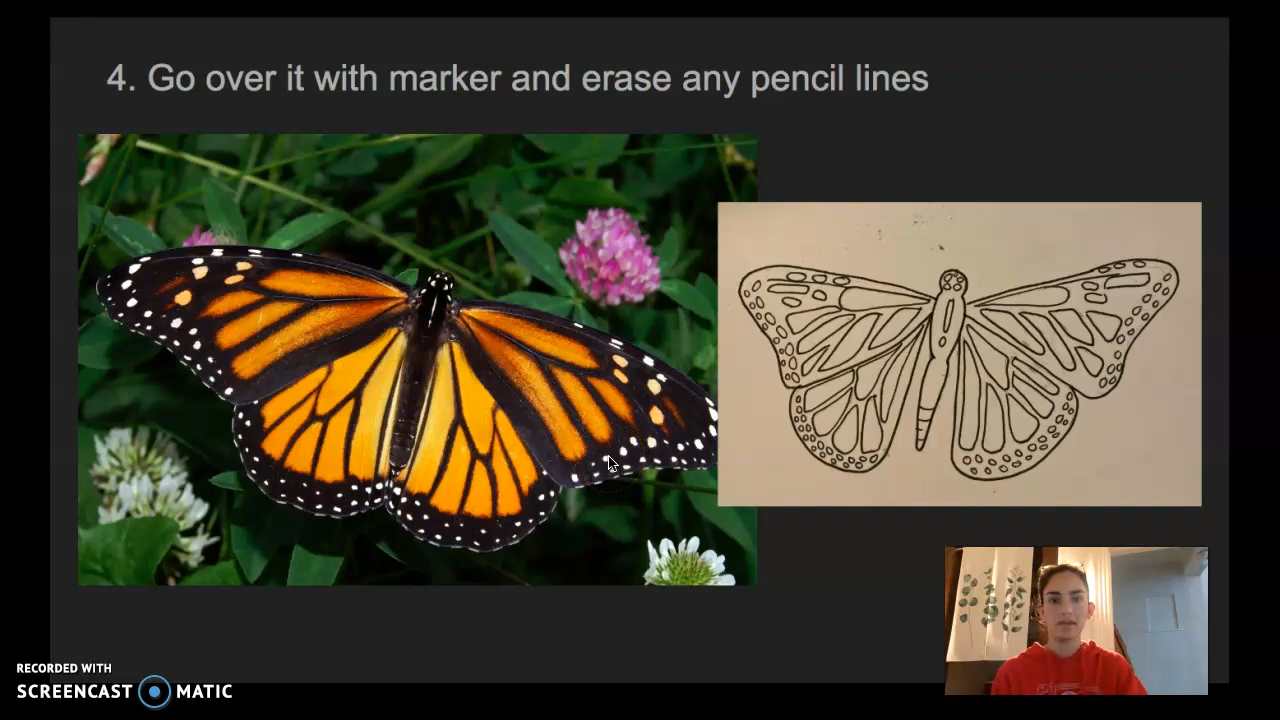 4. Go over it with marker and erase any pencil lines
RECORDED WITH
SCREENCAST MATIC